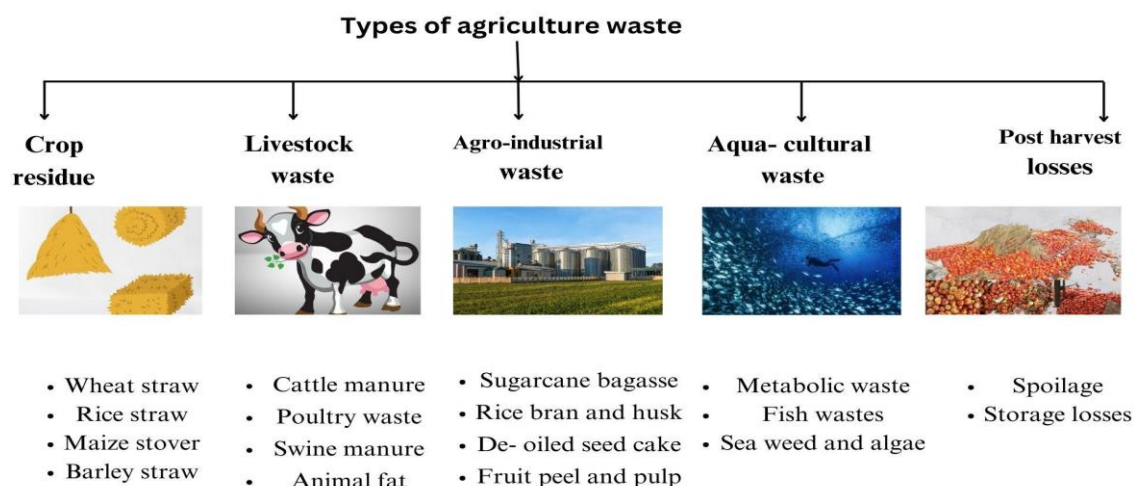 Types of agriculture waste
Crop
residue
Livestock
waste
Agro-industrial
waste
Aqua- cultural
waste
Post harvest
losses
• Wheat straw
• Rice straw
• Maize stover
• Barley straw
• Cattle manure
• Poultry waste
• Swine manure
• Animal fat
• Sugarcane bagasse
• Rice bran and husk
• De- oiled seed cake
• Fruit peel and pulp
• Metabolic waste
• Fish wastes
• Sea weed and algae
• Spoilage
• Storage losses